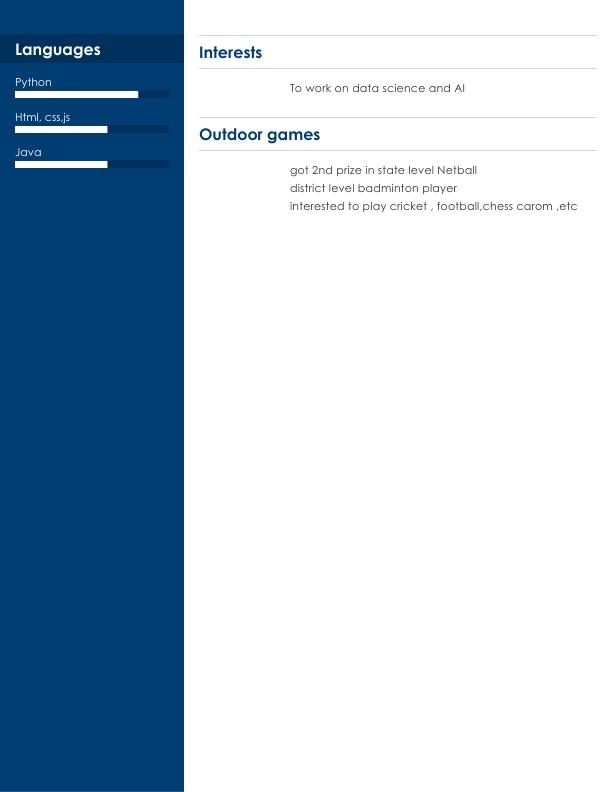 Languages
Python
Html, css,js
Java
Interests
To work on data science and AI
Outdoor games
got 2nd prize in state level Netball
district level badminton player
interested to play cricket , football,chess carom ,etc